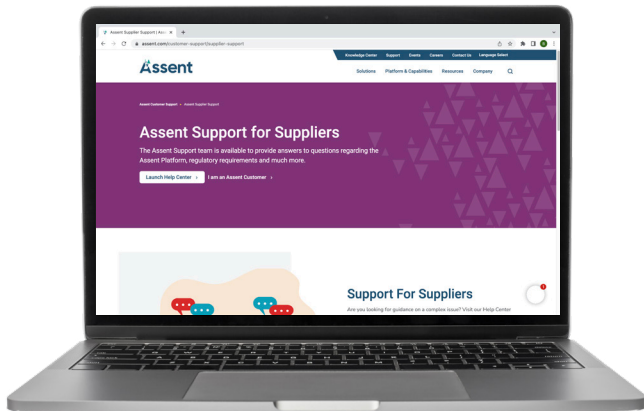 Assent Supplier Support | Asse
assent.com/customer-support/supplier-support
Knowledge Center Support Events Careers Contact Us Language Select
Assent
Solutions Platform & Capabilities Resources Company
Assent Customer Support > Assent Supplier Support
Assent Support for Suppliers
The Assent Support team is available to provide answers to questions regarding the
Assent Platform, regulatory requirements and much more.
Launch Help Center > I am an Assent Customer >
Support For Suppliers
Are you looking for guidance on a complex issue? Visit our Help Center